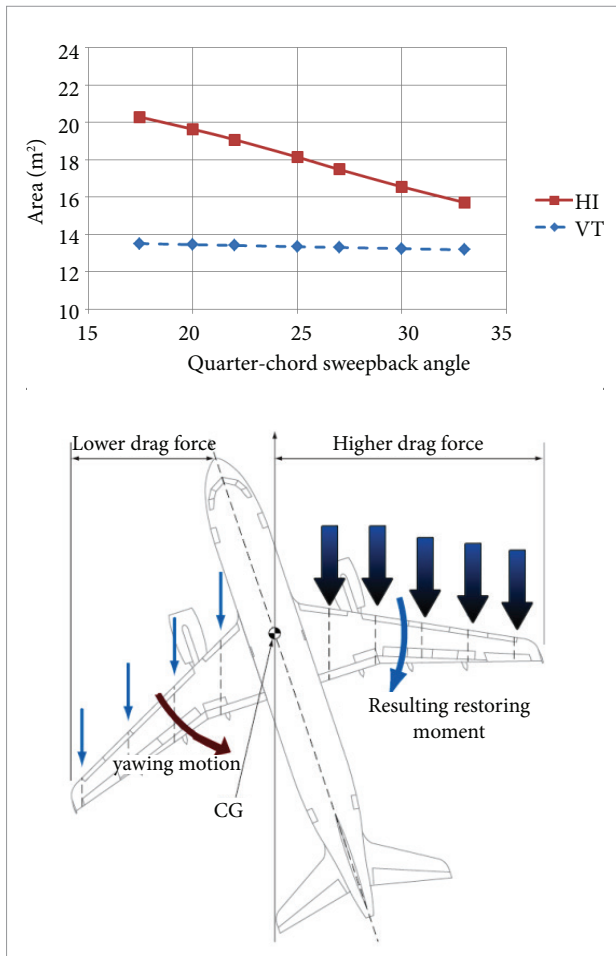 24
22
20
18
16
14
12
10
Area (m²)
15 20 25 30 35
Quarter-chord sweepback angle
HI
VT
Lower drag force
Higher drag force
Resulting restoring
moment
yawing motion
CG